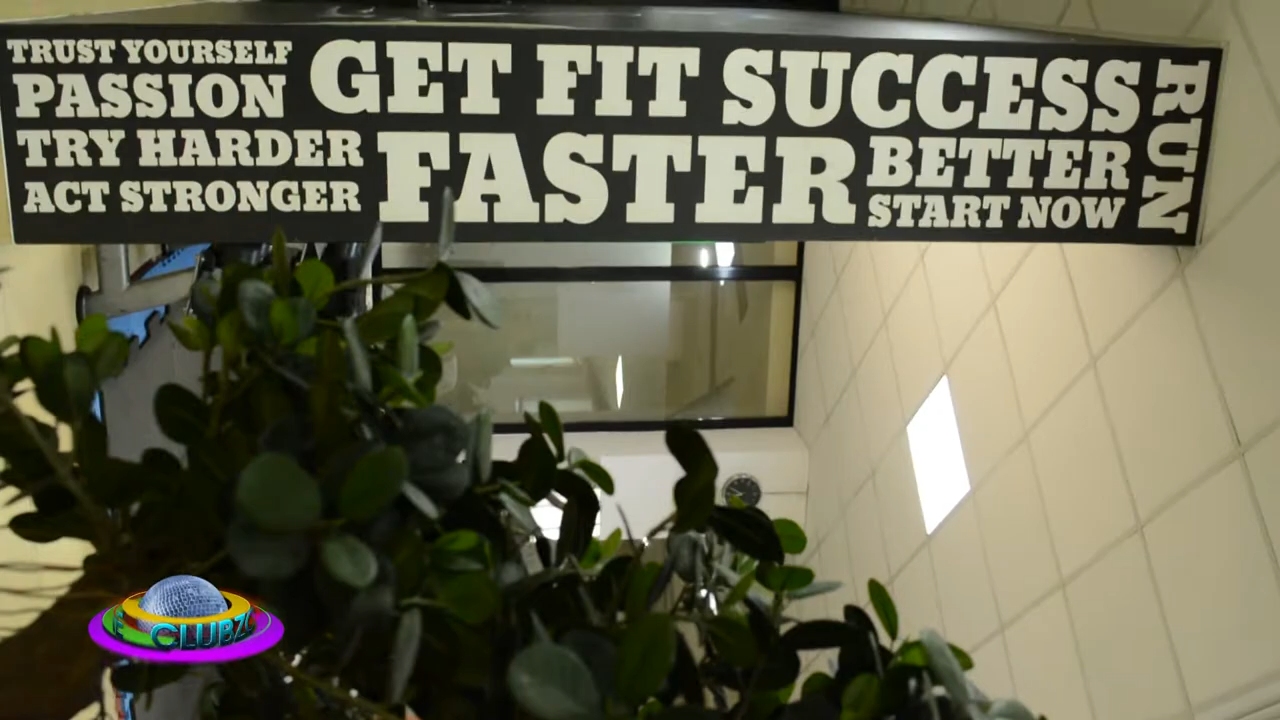 TRUST YOURSELF
PASSION
TRY HARDER
ACT STRONGER
GET FIT SUCCESS
FASTER
BETTER
START NOW
RUN